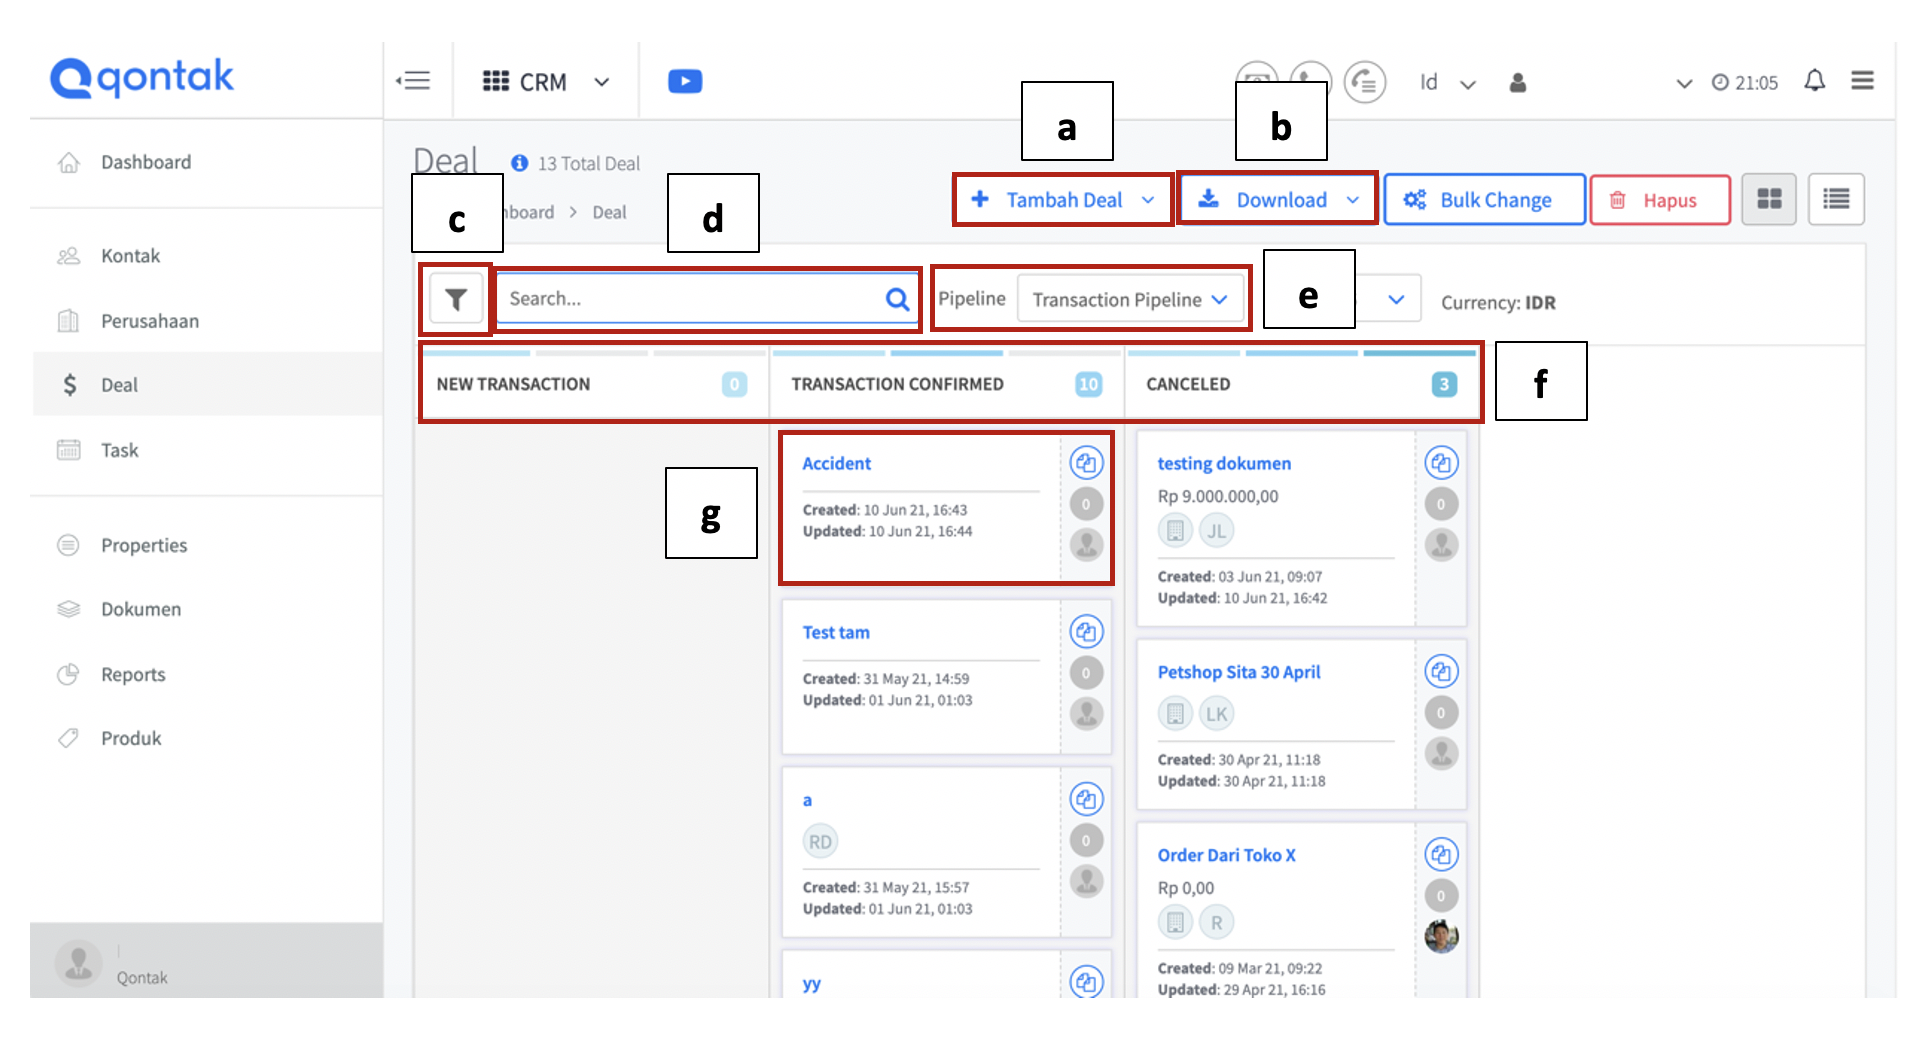 qontak
CRM
Id
21:05
a
b
Dashboard
Kontak
Perusahaan
Deal
Task
Properties
Dokumen
Reports
Produk
Qontak
Deal
13 Total Deal
c
d
board > Deal
Tambah Deal
Download
Bulk Change
Hapus
Search...
Pipeline
Transaction Pipeline
e
Currency: IDR
NEW TRANSACTION 0
TRANSACTION CONFIRMED 10
CANCELED 3
f
g
Accident
Created: 10 Jun 21, 16:43
Updated: 10 Jun 21, 16:44
0
Test tam
Created: 31 May 21, 14:59
Updated: 01 Jun 21, 01:03
0
a
RD
Created: 31 May 21, 15:57
Updated: 01 Jun 21, 01:03
0
yy
testing dokumen
Rp 9.000.000,00
JL
Created: 03 Jun 21, 09:07
Updated: 10 Jun 21, 16:42
0
Petshop Sita 30 April
LK
Created: 30 Apr 21, 11:18
Updated: 30 Apr 21, 11:18
0
Order Dari Toko X
Rp 0,00
R
Created: 09 Mar 21, 09:22
Updated: 29 Apr 21, 16:16
0